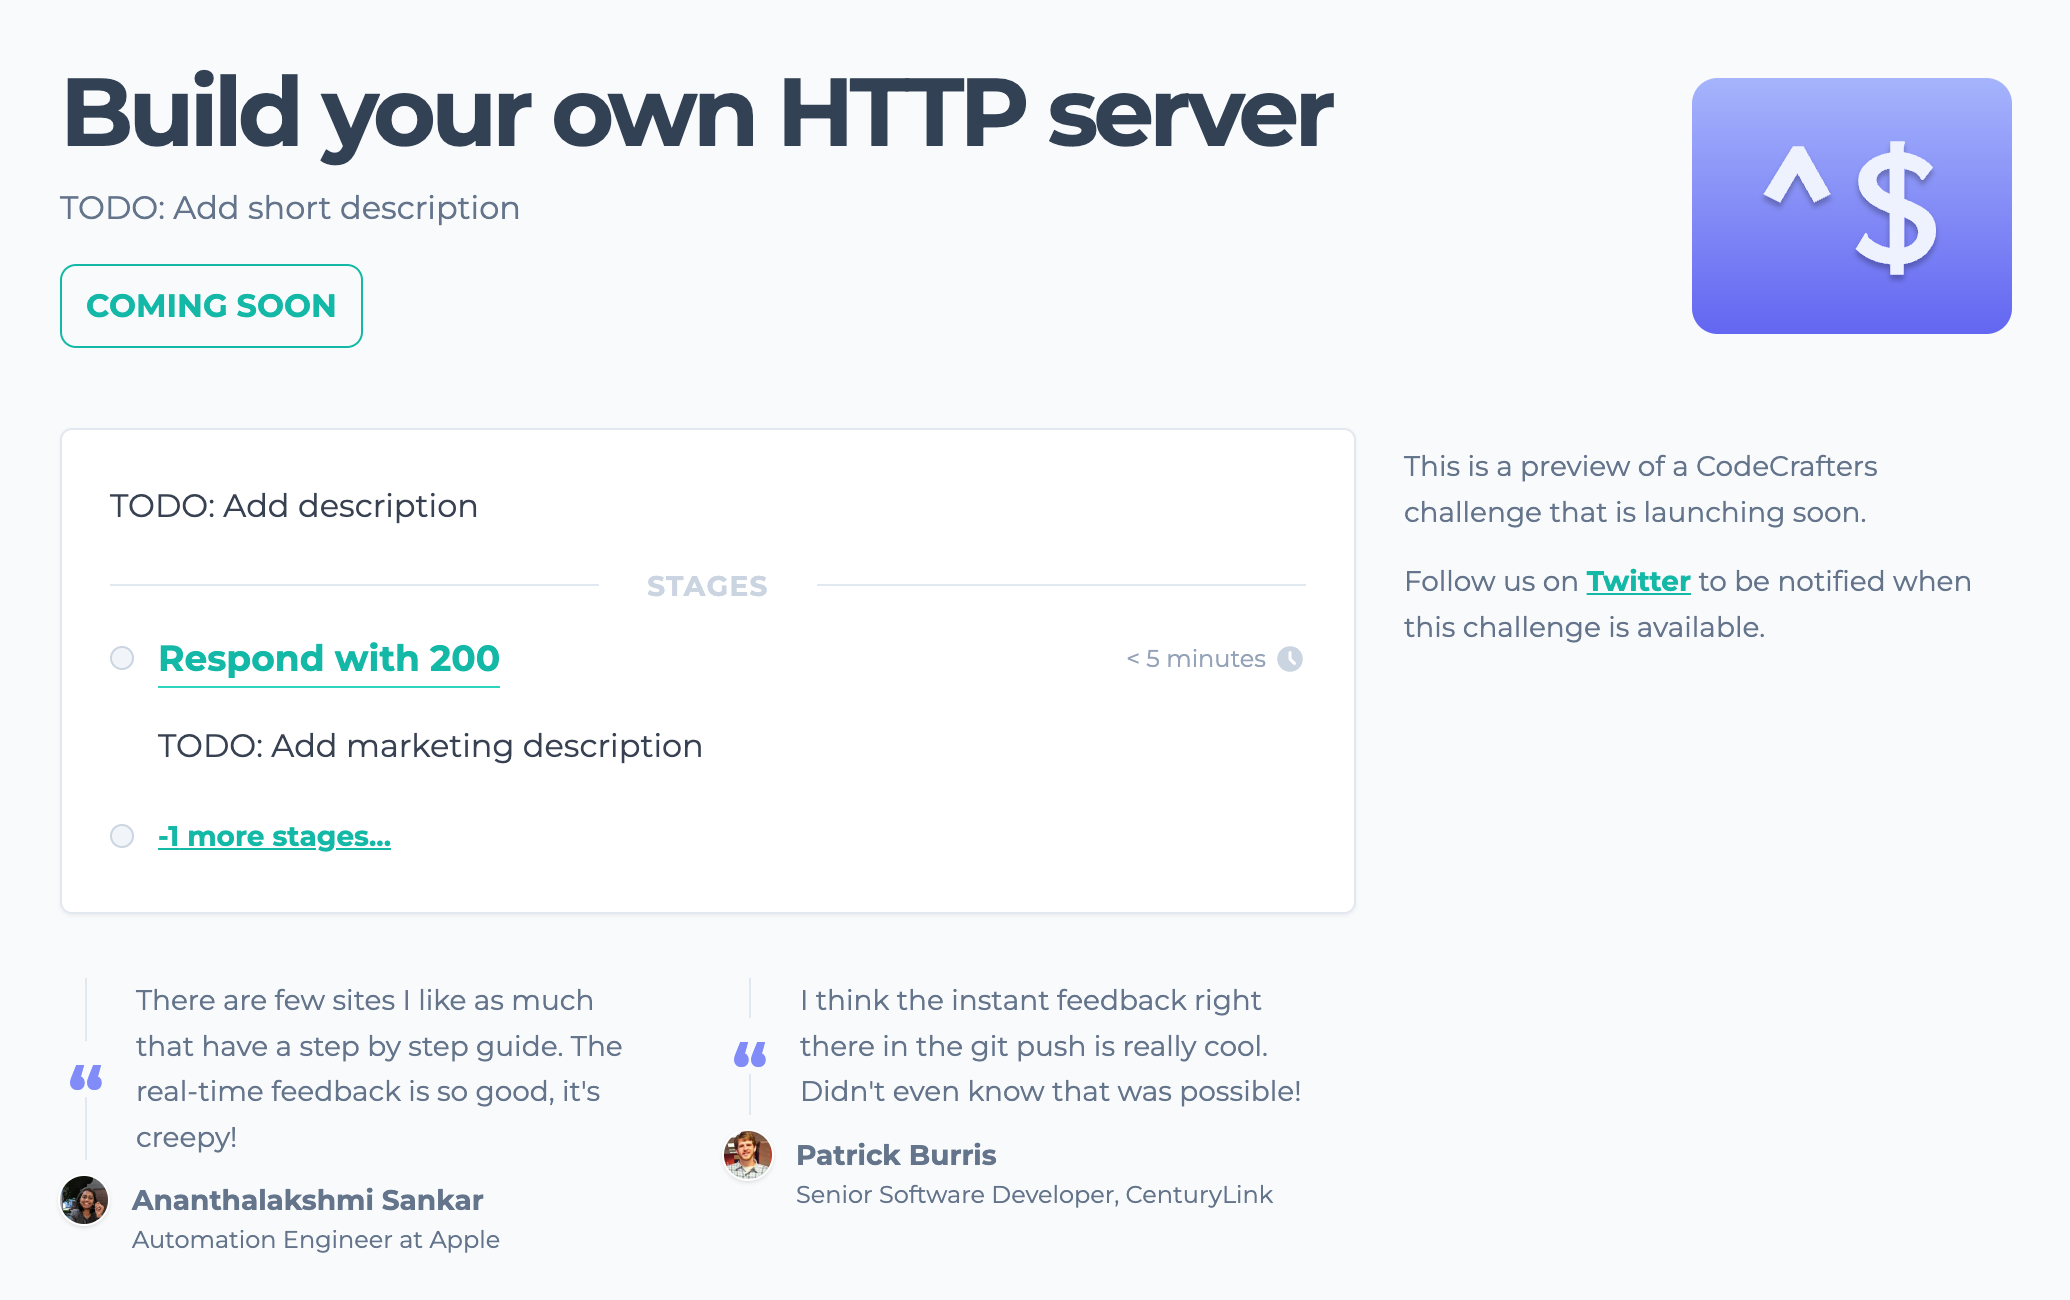 Build your own HTTP server
TODO: Add short description
COMING SOON
^$
TODO: Add description
STAGES
Respond with 200
< 5 minutes
TODO: Add marketing description
-1 more stages...
This is a preview of a CodeCrafters
challenge that is launching soon.
Follow us on Twitter to be notified when
this challenge is available.
There are few sites I like as much
that have a step by step guide. The
real-time feedback is so good, it's
creepy!
Ananthalakshmi Sankar
Automation Engineer at Apple
I think the instant feedback right
there in the git push is really cool.
Didn't even know that was possible!
Patrick Burris
Senior Software Developer, CenturyLink